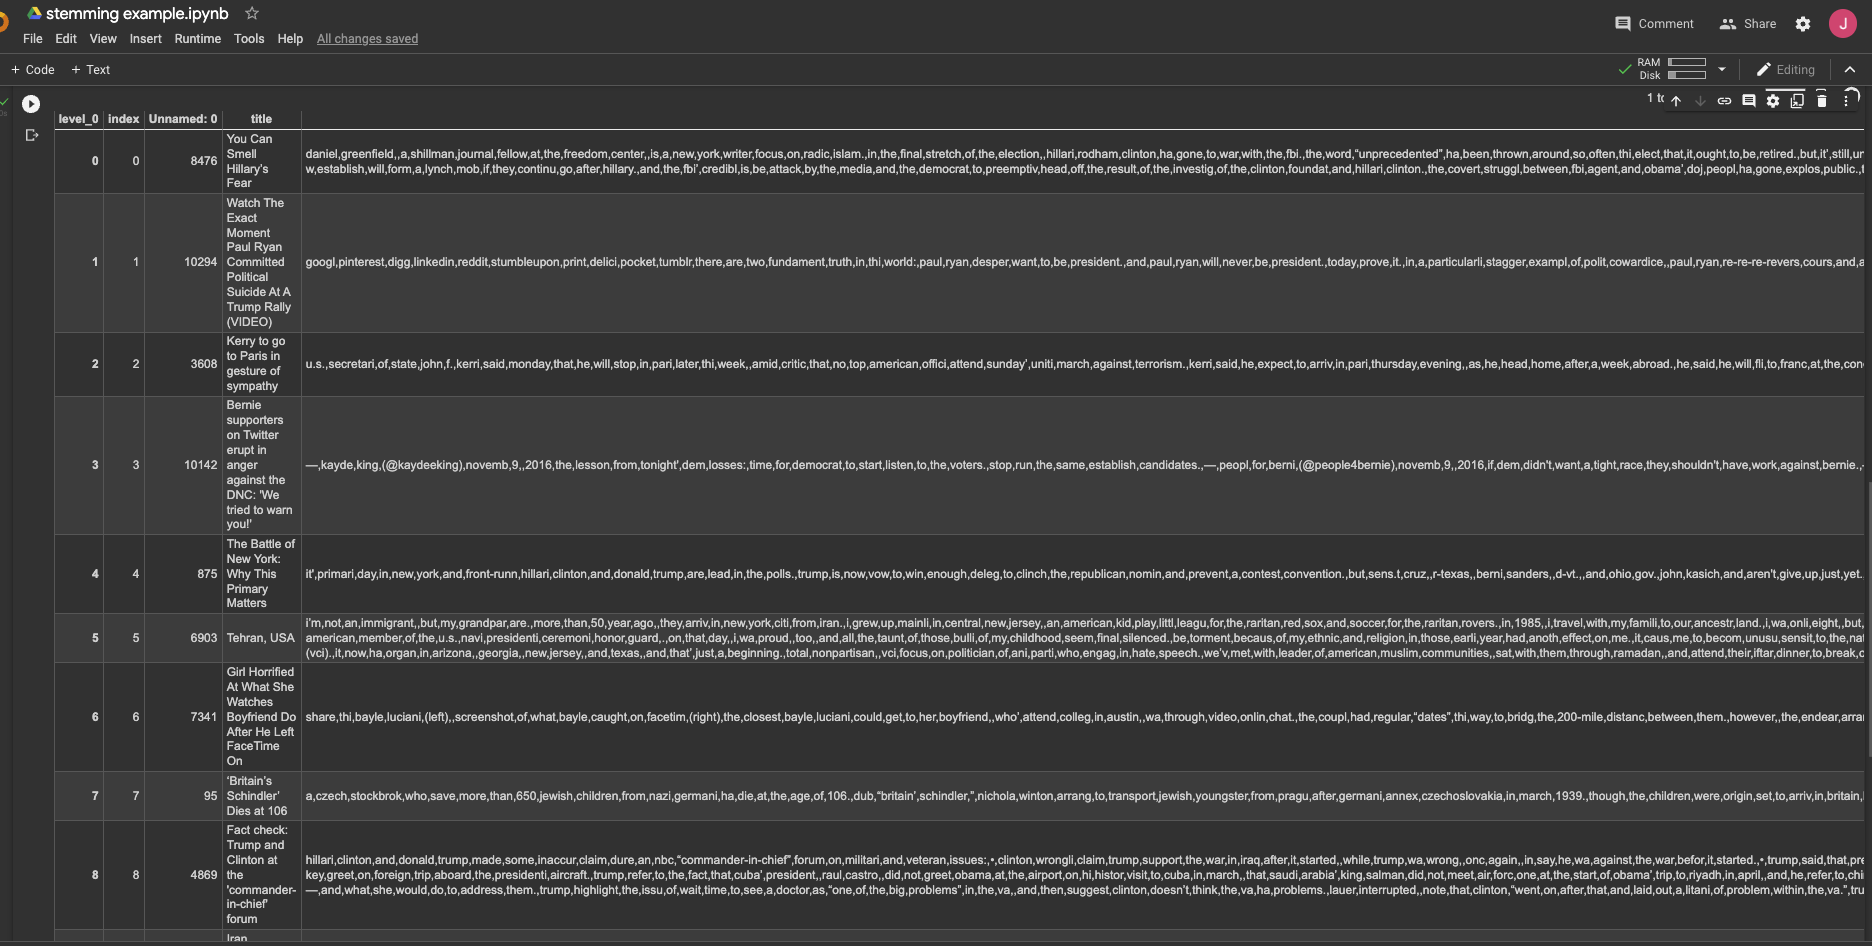 stemming example.ipynb
File Edit View Insert Runtime Tools Help All changes saved
Comment Share J
+ Code + Text
RAM
Disk
Editing
1 to
level_0 index Unnamed: 0 title
0 0 8476
You Can
Smell
Hillary's
Fear
daniel,greenfield,,a,shillman,journal,fellow,at,the,freedom,center,,is,a,new,york,writer,focus,on,radic,islam.,in,the,final,stretch,of,the,election,,hillari,rodham,clinton,ha,gone,to,war,with,the,fbi.,the,word,“unprecedented”,ha,been,thrown,around,so,often,thi,elect,that,it,ought,to,be,retired.,but,it’,still,un
w,establish,will,form,a,lynch,mob,if,they,continu,go,after,hillary.,and,the,fbi’,credibl,is,be,attack,by,the,media,and,the,democrat,to,preemptiv,head,off,the,result,of,the,investig,of,the,clinton,foundat,and,hillari,clinton.,the,covert,struggl,between,fbi,agent,and,obama’,doj,peopl,ha,gone,explos,public.,t
1 1 10294
Watch The
Exact
Moment
Paul Ryan
Committed
Political
Suicide At A
Trump Rally
(VIDEO)
googl,pinterest,digg,linkedin,reddit,stumbleupon,print,delici,pocket,tumblr,there,are,two,fundament,truth,in,thi,world:,paul,ryan,desper,want,to,be,president.,and,paul,ryan,will,never,be,president.,today,prove,it.,in,a,particularli,stagger,exampl,of,polit,cowardice,,paul,ryan,re-re-re-revers,cours,and,a
2 2 3608
Kerry to go
to Paris in
gesture of
sympathy
u.s.,secretari,of,state,john,f.,kerri,said,monday,that,he,will,stop,in,pari,later,thi,week,,amid,critic,that,no,top,american,offici,attend,sunday’,uniti,march,against,terrorism.,kerri,said,he,expect,to,arriv,in,pari,thursday,evening,,as,he,head,home,after,a,week,abroad.,he,said,he,will,fli,to,franc,at,the,con
3 3 10142
Bernie
supporters
on Twitter
erupt in
anger
against the
DNC: 'We
tried to warn
you!'
—,kayde,king,(@kaydeeking),novemb,9,,2016,the,lesson,from,tonight’,dem,losses:,time,for,democrat,to,start,listen,to,the,voters.,stop,run,the,same,establish,candidates.,—,peopl,for,berni,(@people4bernie),novemb,9,,2016,if,dem,didn't,want,a,tight,race,they,shouldn't,have,work,against,bernie.,-
4 4 875
The Battle of
New York:
Why This
Primary
Matters
it',primari,day,in,new,york,and,front-runn,hillari,clinton,and,donald,trump,are,lead,in,the,polls.,trump,is,now,vow,to,win,enough,deleg,to,clinch,the,republican,nomin,and,prevent,a,contest,convention.,but,sens.t,cruz,,r-texas,,berni,sanders,,d-vt.,,and,ohio,gov.,john,kasich,and,aren't,give,up,just,yet.
5 5 6903 Tehran, USA
i’m,not,an,immigrant,,but,my,grandpar,are.,more,than,50,year,ago,,they,arriv,in,new,york,citi,from,iran.,i,grew,up,mainli,in,central,new,jersey,,an,american,kid,play,littl,leagu,for,the,raritan,red,sox,and,soccer,for,the,raritan,rovers.,in,1985,,i,travel,with,my,famili,to,our,ancestr,land.,i,wa,onli,eight,,but,
american,member,of,the,u.s.,navi,presidenti,ceremoni,honor,guard,.,on,that,day,,i,wa,proud,,too,,and,all,the,taunt,of,those,bulli,of,my,childhood,seem,final,silenced.,be,torment,becaus,of,my,ethnic,and,religion,in,those,earli,year,had,anoth,effect,on,me.,it,caus,me,to,becom,unusu,sensit,to,the,nat
(vci).,it,now,ha,organ,in,arizona,,georgia,,new,jersey,,and,texas,,and,that’,just,a,beginning.,total,nonpartisan,,vci,focus,on,politician,of,ani,parti,who,engag,in,hate,speech.,we’v,met,with,leader,of,american,muslim,communities,,sat,with,them,through,ramadan,,and,attend,their,iftar,dinner,to,break,c
6 6 7341
Girl Horrified
At What She
Watches
Boyfriend Do
After He Left
FaceTime
On
share,thi,bayle,luciani,(left),,screenshot,of,what,bayle,caught,on,facetim,(right),the,closest,bayle,luciani,could,get,to,her,boyfriend,,who’,attend,colleg,in,austin,,wa,through,video,onlin,chat.,the,coupl,had,regular,“dates”,thi,way,to,bridg,the,200-mile,distanc,between,them.,however,,the,endear,arra
7 7 95
‘Britain’s
Schindler’
Dies at 106
a,czech,stockbrok,who,save,more,than,650,jewish,children,from,nazi,germani,ha,die,at,the,age,of,106.,dub,“britain’,schindler,”,nichola,winton,arrang,to,transport,jewish,youngster,from,pragu,after,germani,annex,czechoslovakia,in,march,1939.,though,the,children,were,origin,set,to,arriv,in,britain,
8 8 4869
Fact check:
Trump and
Clinton at
the
'commander-
in-chief'
forum
hillari,clinton,and,donald,trump,made,some,inaccur,claim,dure,an,nbc,“commander-in-chief”,forum,on,militari,and,veteran,issues:,•,clinton,wrongli,claim,trump,support,the,war,in,iraq,after,it,started,,while,trump,wa,wrong,,onc,again,,in,say,he,wa,against,the,war,befor,it,started.,•,trump,said,that,pre
key,greet,on,foreign,trip,aboard,the,presidenti,aircraft.,trump,refer,to,the,fact,that,cuba’,president,,raul,castro,,did,not,greet,obama,at,the,airport,on,hi,histor,visit,to,cuba,in,march,,that,saudi,arabia’,king,salman,did,not,meet,air,forc,one,at,the,start,of,obama’,trip,to,riyadh,in,april,,and,he,refer,to,chi
—,and,what,she,would,do,to,address,them.,trump,highlight,the,issu,of,wait,time,to,see,a,doctor,as,“one,of,the,big,problems”,in,the,va,,and,then,suggest,clinton,doesn’t,think,the,va,ha,problems.,lauer,interrupted,,note,that,clinton,“went,on,after,that,and,laid,out,a,litani,of,problem,within,the,va.”,tru
Iran